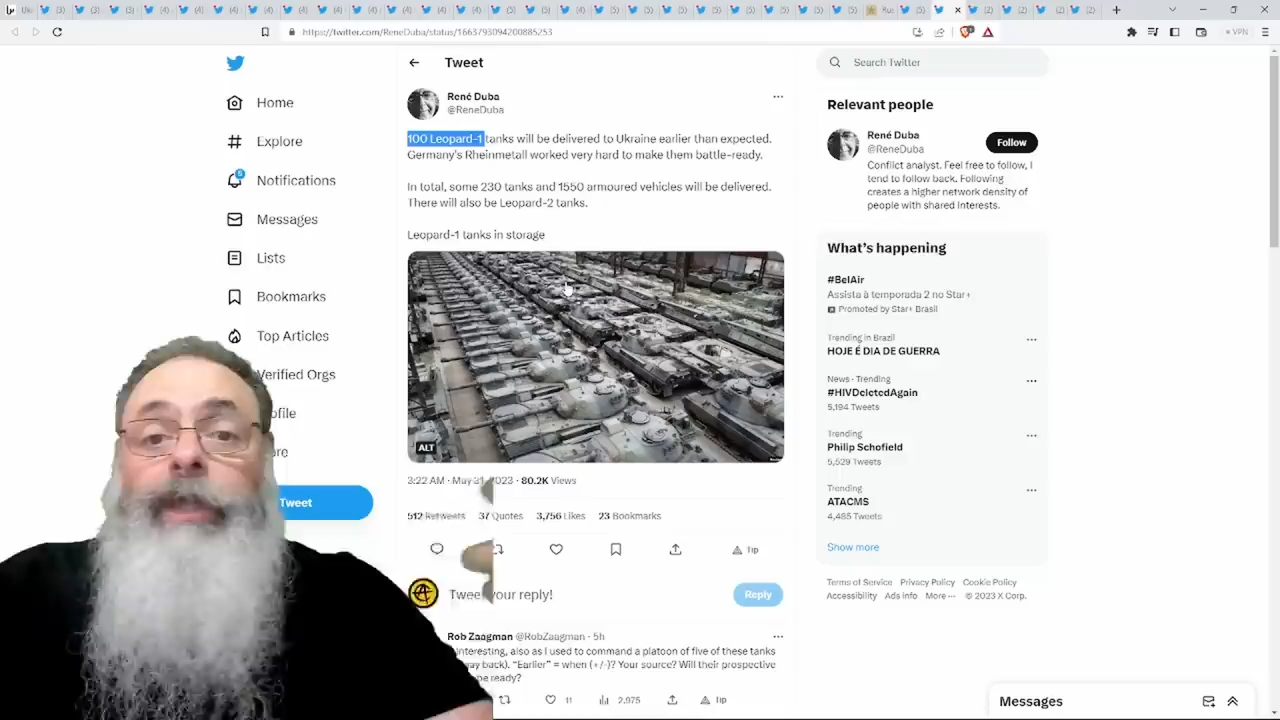 https://twitter.com/ReneDuba/status/1663793094200885253
VPN
Home
Explore
Notifications
Messages
Lists
Bookmarks
Top Articles
Verified Orgs
Tweet
Tweet
René Duba
@ReneDuba
100 Leopard-1 tanks will be delivered to Ukraine earlier than expected.
Germany's Rheinmetall worked very hard to make them battle-ready.
In total, some 230 tanks and 1550 armoured vehicles will be delivered.
There will also be Leopard-2 tanks.
Leopard-1 tanks in storage
ALT
3:22 AM · May 31, 2023 · 80.2K Views
512 Retweets 37 Quotes 3,756 Likes 23 Bookmarks
Tip
Tweet your reply!
Reply
Rob Zaagman @RobZaagman · 5h
interesting, also as I used to command a platoon of five of these tanks
way back). "Earlier" = when (+/-)? Your source? Will their prospective
be ready?
11 2,975 Tip
Search Twitter
Relevant people
René Duba
@ReneDuba
Follow
Conflict analyst. Feel free to follow, I
tend to follow back. Following
creates a higher network density of
people with shared interests.
What's happening
#BelAir
Assista à temporada 2 no Star+
Promoted by Star+ Brasil
Trending in Brazil
HOJE É DIA DE GUERRA
News · Trending
#HIVDeletedAgain
5,194 Tweets
Trending
Philip Schofield
5,529 Tweets
Trending
ATACMS
4,485 Tweets
Show more
Terms of Service Privacy Policy Cookie Policy
Accessibility Ads info More ··· © 2023 X Corp.
Messages